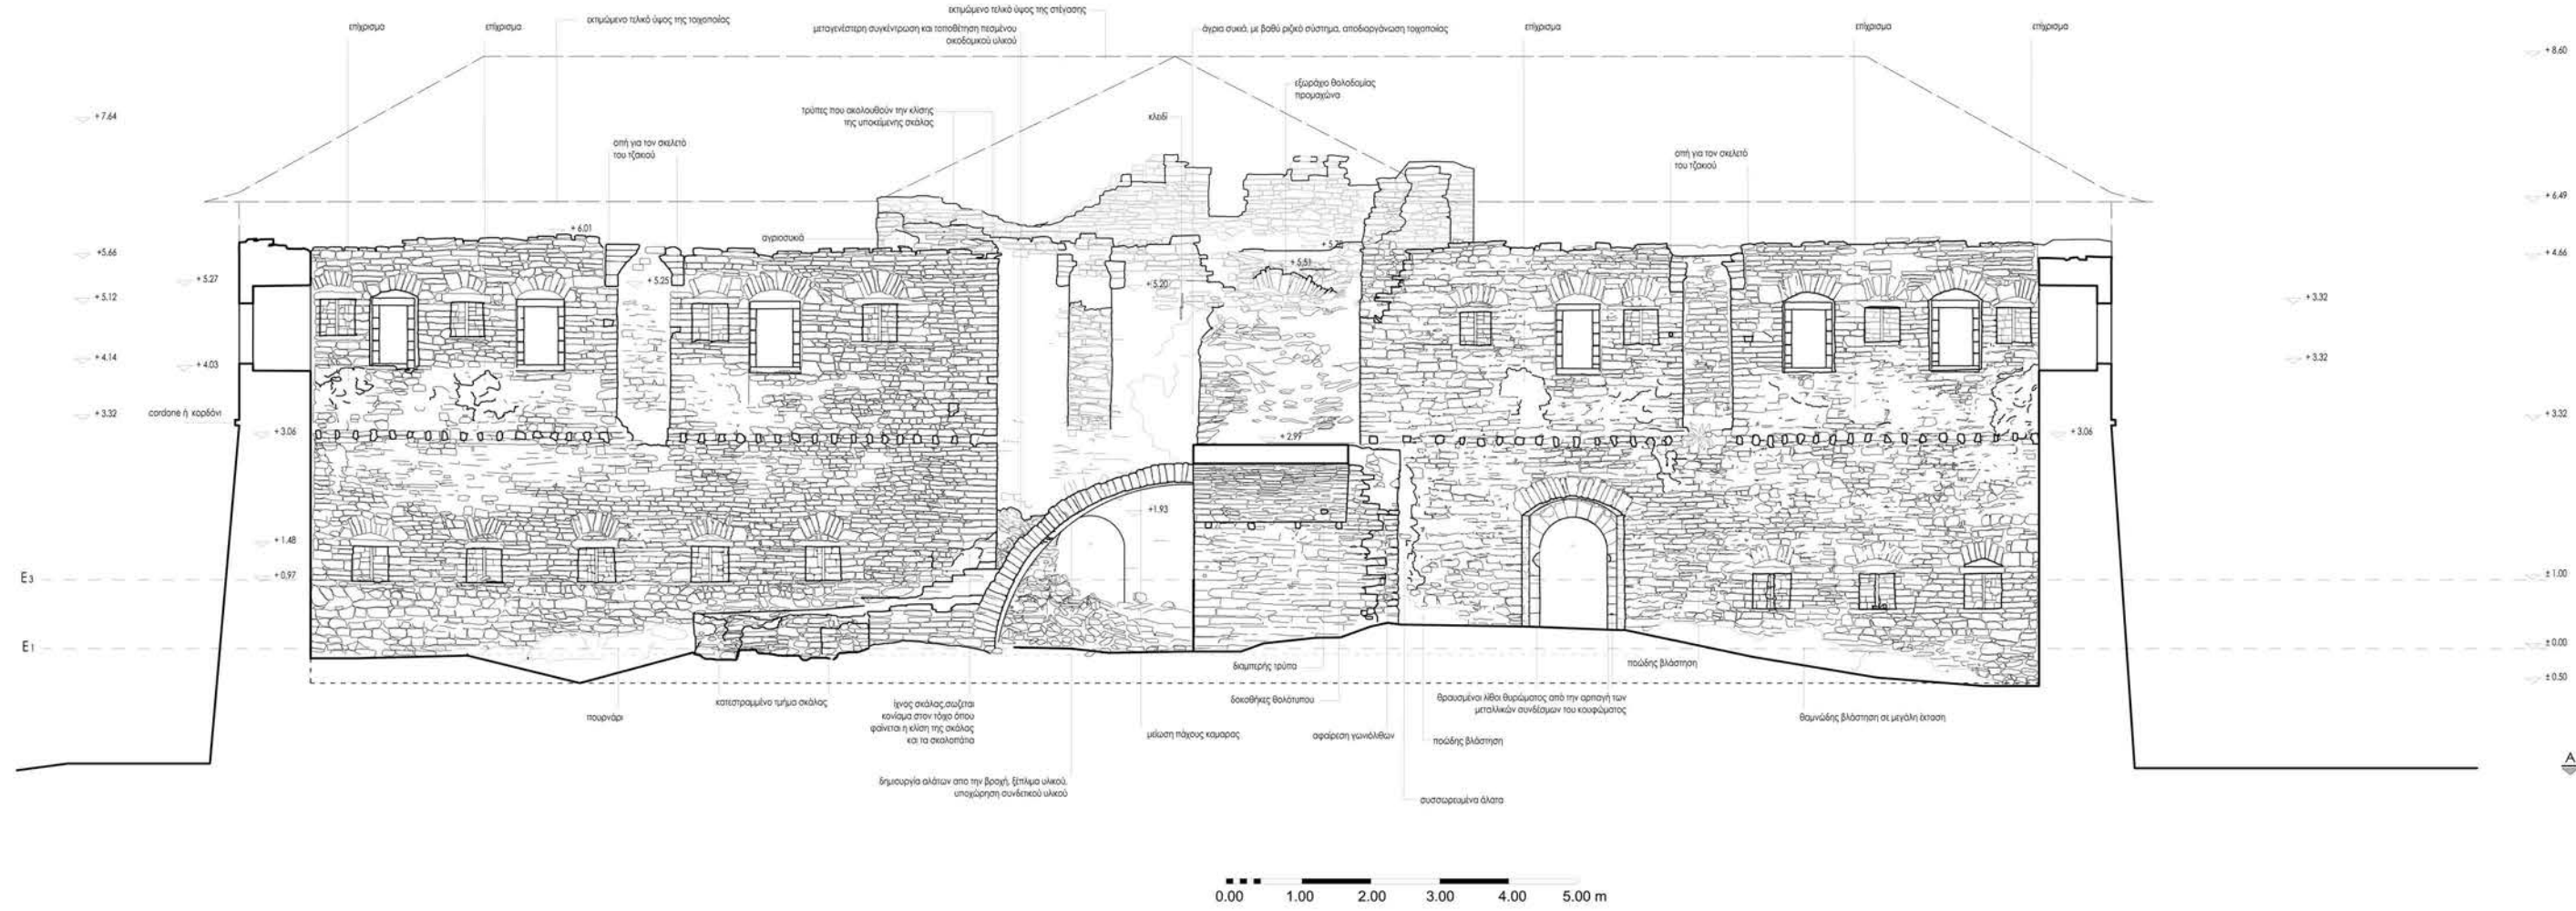 εκτιμώμενο τελικό ύψος της στέγασης
εκτιμώμενο τελικό ύψος της τοιχοποιίας
επίχρισμα
επίχρισμα
μεταγενέστερη συγκέντρωση και τοποθέτηση πεσμένου
οικοδομικού υλικού
άγρια συκιά, με βαθύ ριζικό σύστημα, αποδιοργάνωση τοιχοποιίας
επίχρισμα
επίχρισμα
επίχρισμα
+ 8.60
εξωράχιο θολοδομίας
προμαχώνα
τρύπες που ακολουθούν την κλίσης
της υποκείμενης σκάλας
κλειδί
+ 7.64
οπή για τον σκελετό
του τζακιού
οπή για τον σκελετό
του τζακιού
+ 6.49
+ 6.01
αγριοσυκιά
+5.66
+ 5.51
+ 4.66
+ 5.27
+ 5.25
+ 5.20
+ 5.12
+ 3.32
+ 4.14
+ 4.03
+ 3.32
+ 3.32
cordone ή κορδόνι
+ 3.32
+ 3.06
+ 2.99
+ 3.06
+1.93
+ 1.48
+ 0.97
E3
± 1.00
E1
± 0.00
± 0.50
διαμπερής τρύπα
ποώδης βλάστηση
πουρνάρι
κατεστραμμένο τμήμα σκάλας
ίχνος σκάλας,σωζεται
κονίαμα στον τόιχο όπου
φαίνεται η κλίση της σκάλας
και τα σκαλοπάτια
δοκοθήκες θολότυπου
θραυσμένοι λίθοι θυρώματος από την αρπαγή των
μεταλλικών συνδέσμων του κουφώματος
θαμνώδης βλάστηση σε μεγάλη έκταση
μείωση πάχους καμαρας
αφαίρεση γωνιόλιθων
ποώδης βλάστηση
δημιουργία αλάτων απο την βροχή, ξέπλιμα υλικού,
υποχώρηση συνδετικού υλικού
συσσωρευμένα άλατα
A
0.00 1.00 2.00 3.00 4.00 5.00 m